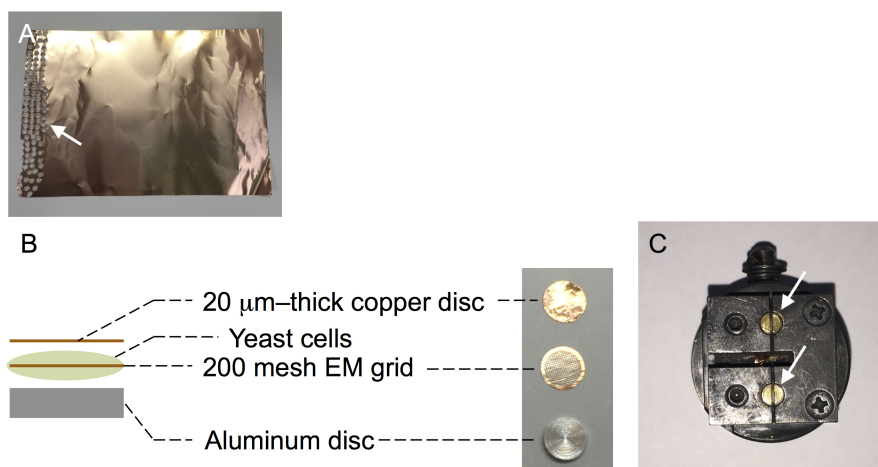 A
B
C
20 μm–thick copper disc
Yeast cells
200 mesh EM grid
Aluminum disc